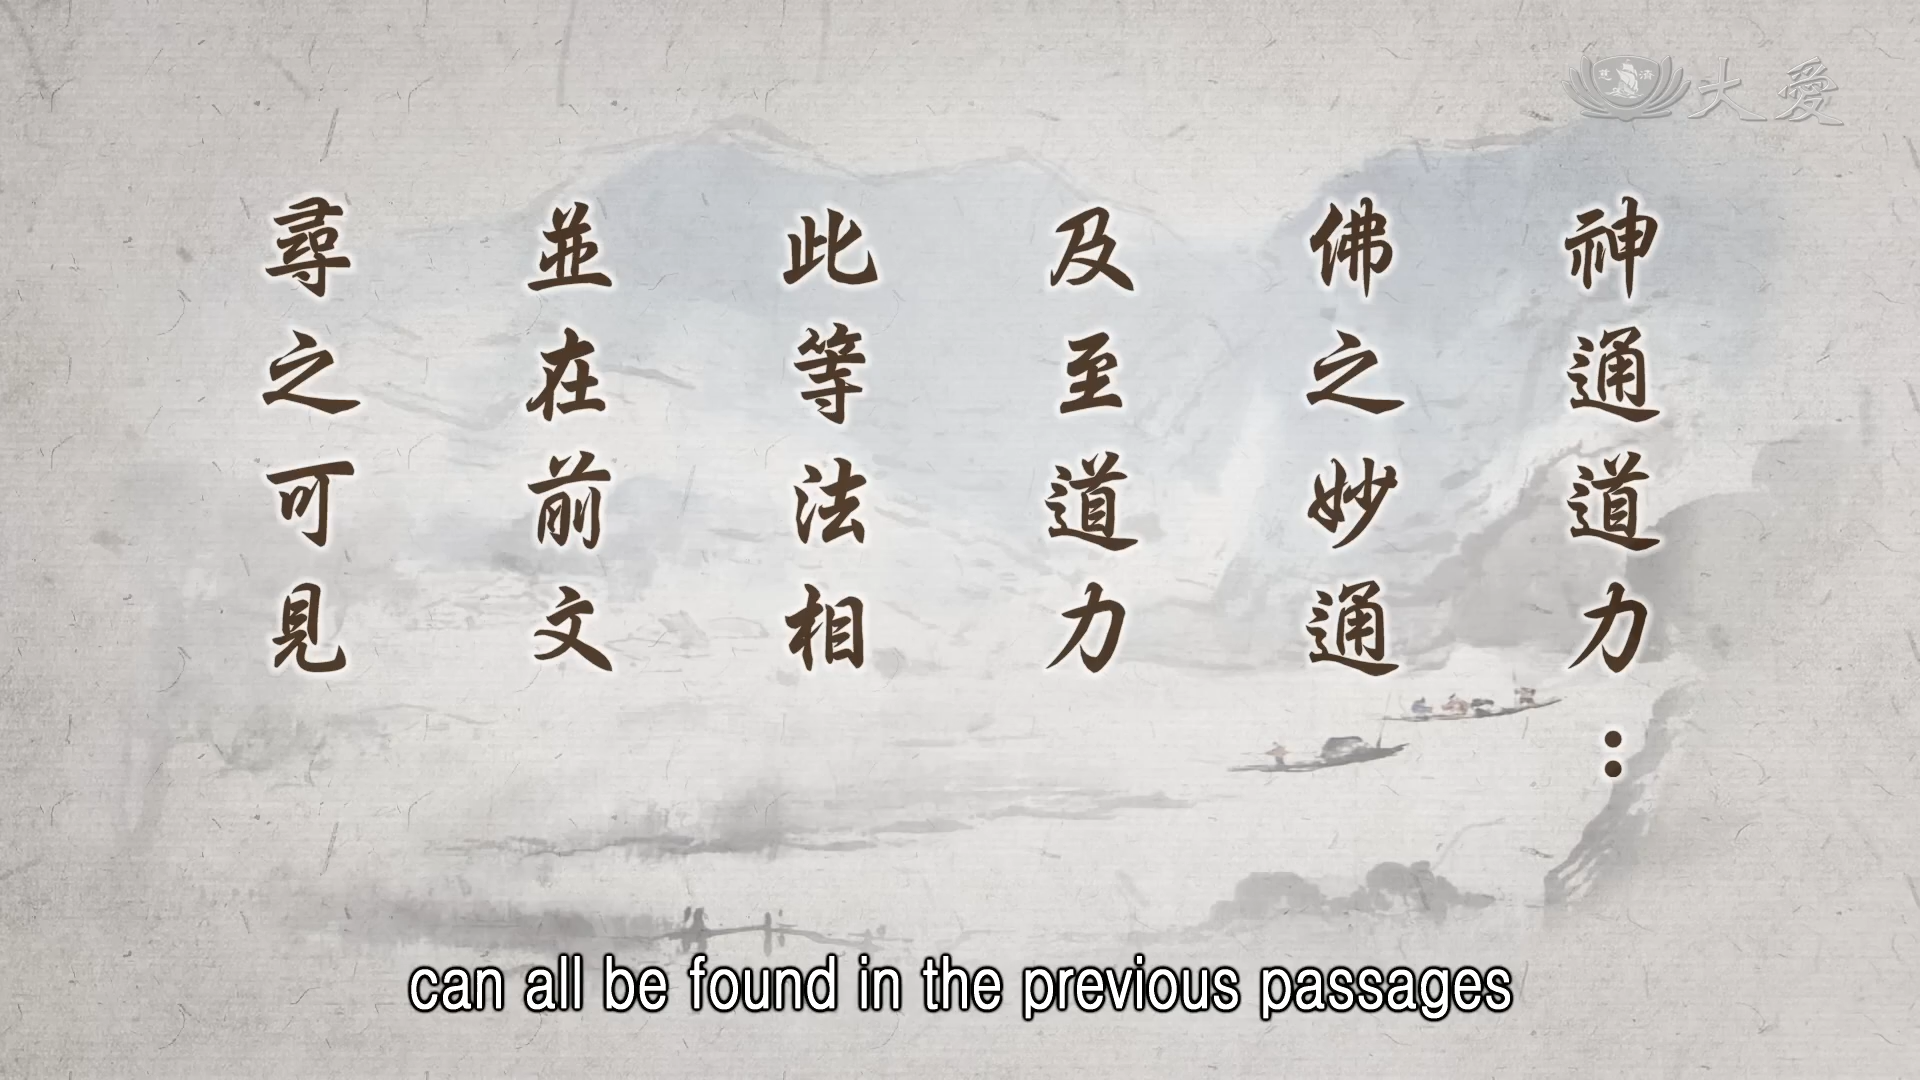 大愛
神通道力：
佛之妙通
及至道力
此等法相
並在前文
尋之可見
can all be found in the previous passages